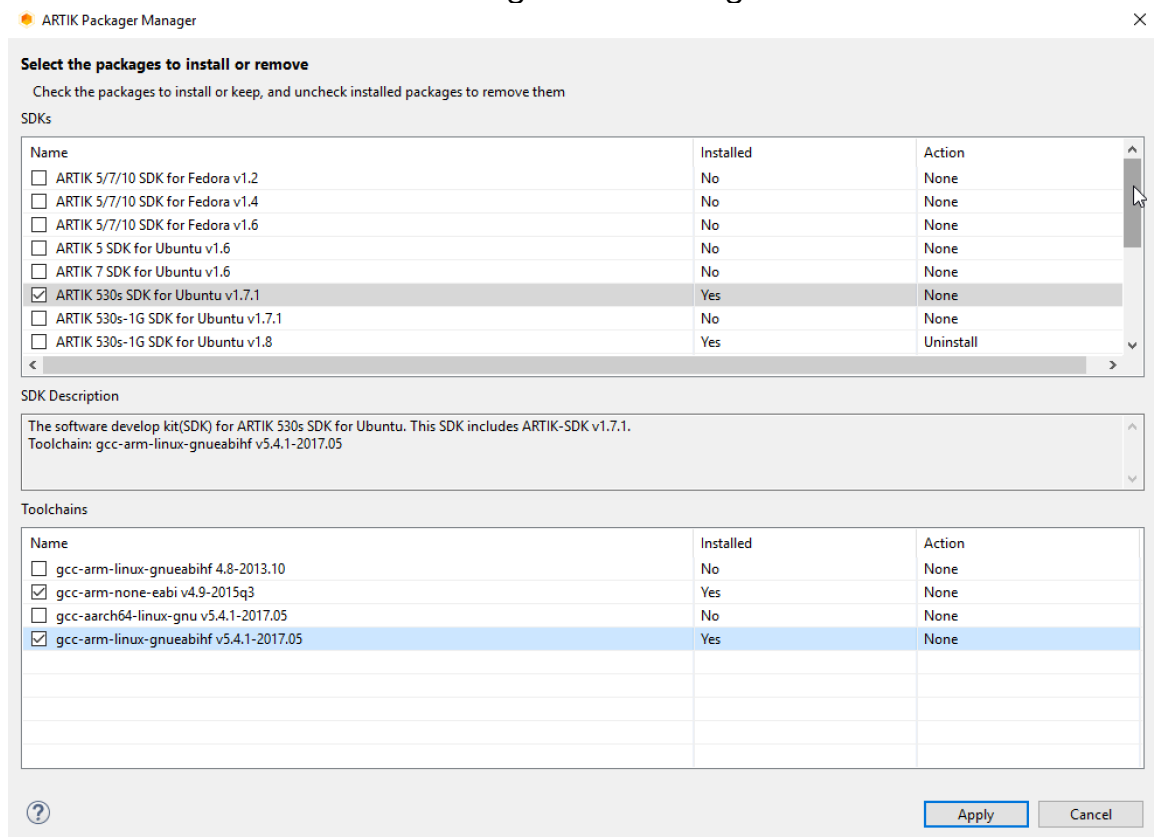 ARTIK Packager Manager
Select the packages to install or remove
Check the packages to install or keep, and uncheck installed packages to remove them
SDKs
Name Installed Action
ARTIK 5/7/10 SDK for Fedora v1.2 No None
ARTIK 5/7/10 SDK for Fedora v1.4 No None
ARTIK 5/7/10 SDK for Fedora v1.6 No None
ARTIK 5 SDK for Ubuntu v1.6 No None
ARTIK 7 SDK for Ubuntu v1.6 No None
ARTIK 530s SDK for Ubuntu v1.7.1 Yes None
ARTIK 530s-1G SDK for Ubuntu v1.7.1 No None
ARTIK 530s-1G SDK for Ubuntu v1.8 Yes Uninstall
SDK Description
The software develop kit(SDK) for ARTIK 530s SDK for Ubuntu. This SDK includes ARTIK-SDK v1.7.1.
Toolchain: gcc-arm-linux-gnueabihf v5.4.1-2017.05
Toolchains
Name Installed Action
gcc-arm-linux-gnueabihf 4.8-2013.10 No None
gcc-arm-none-eabi v4.9-2015q3 Yes None
gcc-aarch64-linux-gnu v5.4.1-2017.05 No None
gcc-arm-linux-gnueabihf v5.4.1-2017.05 Yes None
? Apply Cancel